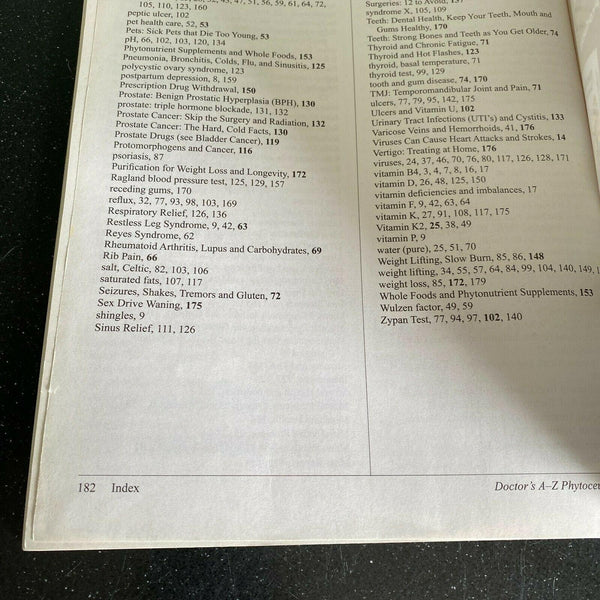 105, 110, 123, 160
peptic ulcer, 102
pet health care, 52, 53
Pets: Sick Pets that Die Too Young, 53
pH, 66, 102, 103, 120, 134
Phytonutrient Supplements and Whole Foods, 153
Pneumonia, Bronchitis, Colds, Flu, and Sinusitis, 125
polycystic ovary syndrome, 123
postpartum depression, 8, 159
Prescription Drug Withdrawal, 150
Prostate: Benign Prostatic Hyperplasia (BPH), 130
prostate: triple hormone blockade, 131, 132
Prostate Cancer: Skip the Surgery and Radiation, 132
Prostate Cancer: The Hard, Cold Facts, 130
Prostate Drugs (see Bladder Cancer), 119
Protomorphogens and Cancer, 116
psoriasis, 87
Purification for Weight Loss and Longevity, 172
Ragland blood pressure test, 125, 129, 157
receding gums, 170
reflux, 32, 77, 93, 98, 103, 169
Respiratory Relief, 126, 136
Restless Leg Syndrome, 9, 42, 63
Reyes Syndrome, 62
Rheumatoid Arthritis, Lupus and Carbohydrates, 69
Rib Pain, 66
salt, Celtic, 82, 103, 106
saturated fats, 107, 117
Seizures, Shakes, Tremors and Gluten, 72
Sex Drive Waning, 175
shingles, 9
Sinus Relief, 111, 126
Surgeries: 12 to Avoid,
syndrome X, 105, 109
Teeth: Dental Health, Keep Your Teeth, Mouth and
Gums Healthy, 170
Teeth: Strong Bones and Teeth as You Get Older, 74
Thyroid and Chronic Fatigue, 71
Thyroid and Hot Flashes, 123
thyroid, basal temperature, 71
thyroid test, 99, 129
tooth and gum disease, 74, 170
TMJ: Temporomandibular Joint and Pain, 71
ulcers, 77, 79, 95, 142, 175
Ulcers and Vitamin U, 102
Urinary Tract Infections (UTI's) and Cystitis, 133
Varicose Veins and Hemorrhoids, 41, 176
Viruses Can Cause Heart Attacks and Strokes, 14
Vertigo: Treating at Home, 176
viruses, 24, 37, 46, 70, 76, 80, 117, 126, 128, 171
vitamin B4, 3, 4, 7, 8, 16, 17
vitamin D, 26, 48, 125, 150
vitamin deficiencies and imbalances, 17
vitamin F, 9, 42, 63, 64
vitamin K, 27, 91, 108, 117, 175
Vitamin K2, 25, 38, 49
vitamin P, 9
water (pure), 25, 51, 70
Weight Lifting, Slow Burn, 85, 86, 148
weight lifting, 34, 55, 57, 64, 84, 99, 104, 140, 149,
weight loss, 85, 172, 179
Whole Foods and Phytonutrient Supplements, 153
Wulzen factor, 49, 59
Zypan Test, 77, 94, 97, 102, 140
182 Index
Doctor's A–Z Phytocer